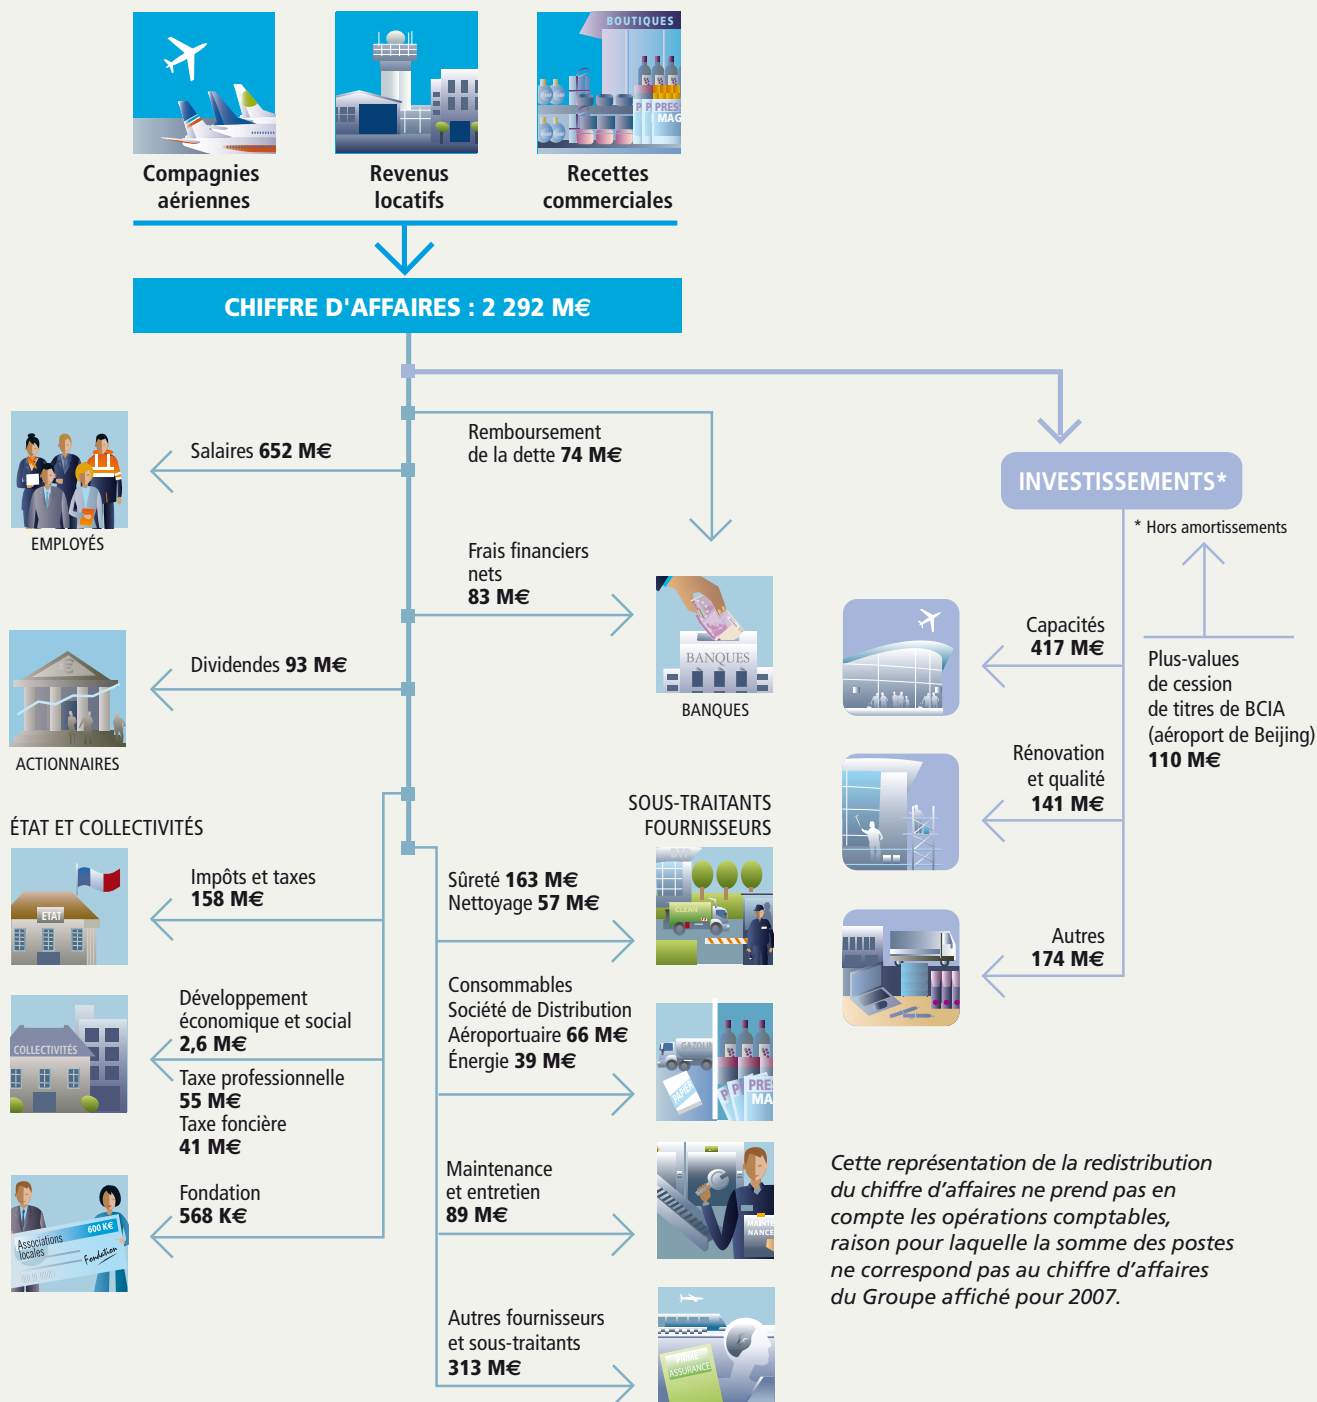 BOUTIQUES
PRESS
MAG
Compagnies
aériennes
Revenus
locatifs
Recettes
commerciales
CHIFFRE D'AFFAIRES : 2 292 M€
Salaires 652 M€
EMPLOYÉS
Remboursement
de la dette 74 M€
Frais financiers
nets
83 M€
BANQUES
BANQUES
Dividendes 93 M€
ACTIONNAIRES
INVESTISSEMENTS*
* Hors amortissements
Capacités
417 M€
Plus-values
de cession
de titres de BCIA
(aéroport de Beijing)
110 M€
Rénovation
et qualité
141 M€
Autres
174 M€
ÉTAT ET COLLECTIVITÉS
ETAT
Impôts et taxes
158 M€
COLLECTIVITÉS
Développement
économique et social
2,6 M€
Taxe professionnelle
55 M€
Taxe foncière
41 M€
Fondation
568 K€
600 K€
Associations
locales
Fondation
SOUS-TRAITANTS
FOURNISSEURS
Sûreté 163 M€
Nettoyage 57 M€
BTP
CLEAN
Consommables
Société de Distribution
Aéroportuaire 66 M€
Énergie 39 M€
PAPIER
PRE
MA
Maintenance
et entretien
89 M€
MAINTE
NANCE
Autres fournisseurs
et sous-traitants
313 M€
PRIME
ASSURANCE
Cette représentation de la redistribution
du chiffre d’affaires ne prend pas en
compte les opérations comptables,
raison pour laquelle la somme des postes
ne correspond pas au chiffre d’affaires
du Groupe affiché pour 2007.